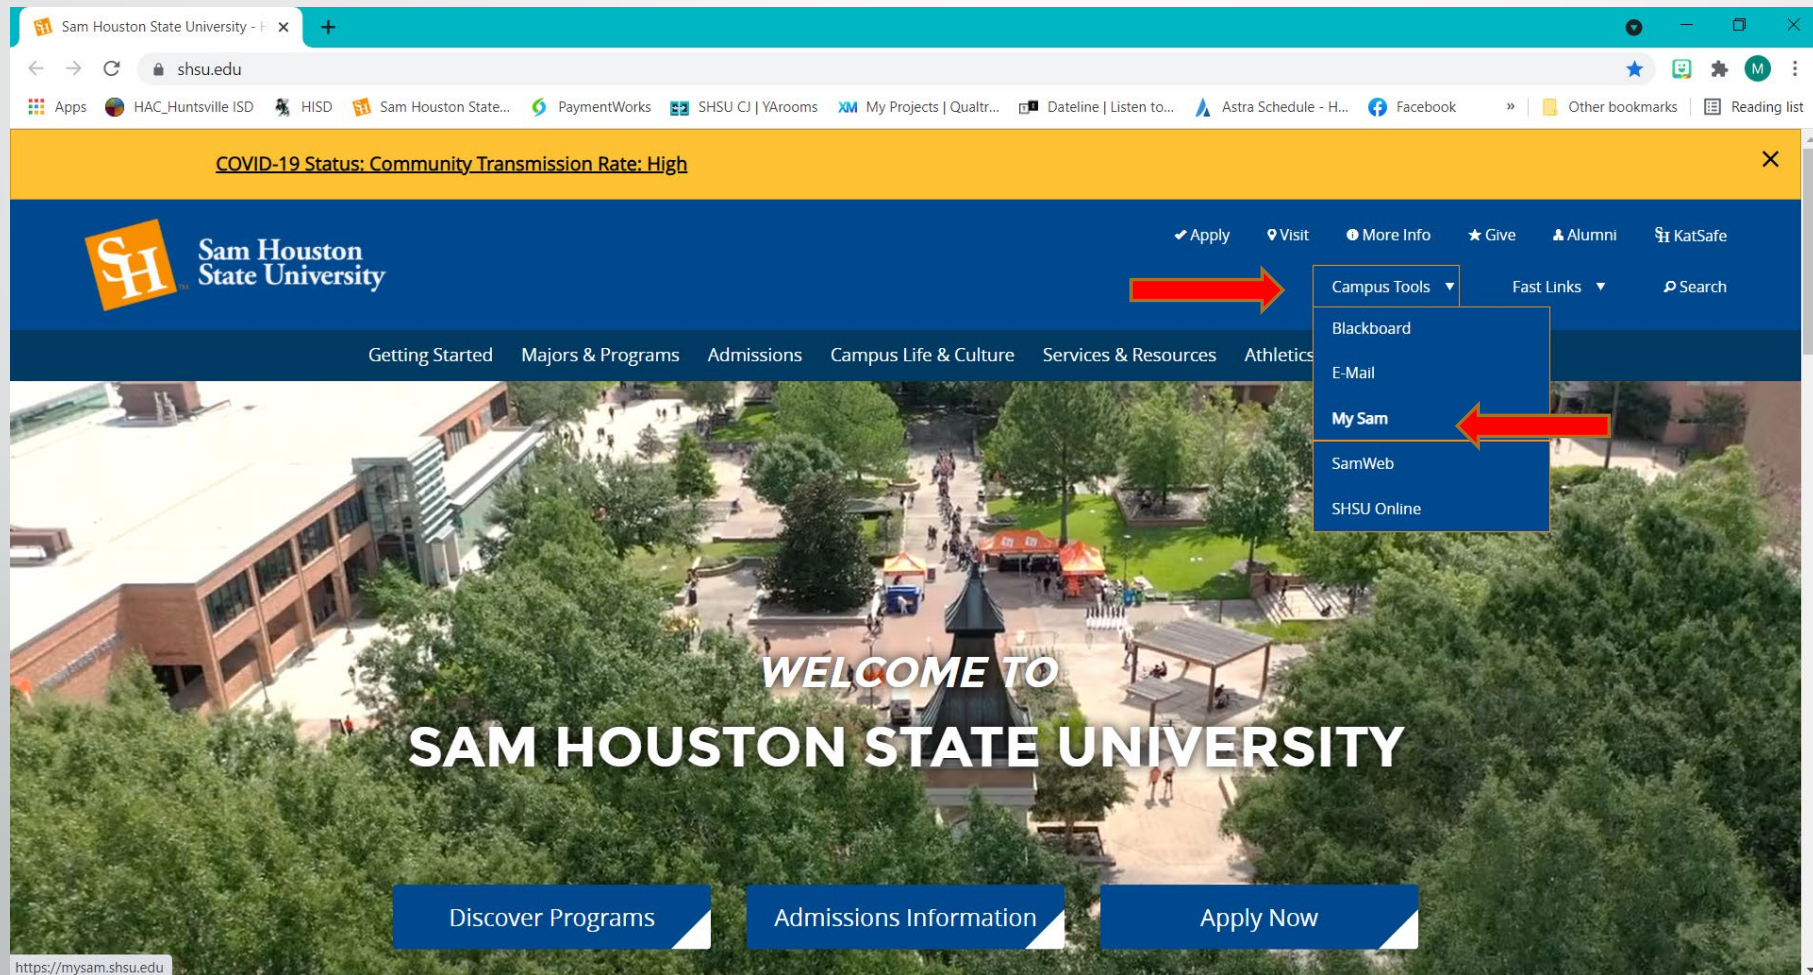 Sam Houston State University - H
shsu.edu
M
Apps HAC_Huntsville ISD HISD Sam Houston State... PaymentWorks SHSU CJ | YArooms XM My Projects | Qualtr... Dateline | Listen to... Astra Schedule - H... Facebook » Other bookmarks Reading list
COVID-19 Status: Community Transmission Rate: High
SH
Sam Houston
State University
Apply Visit More Info Give Alumni KatSafe
Campus Tools Fast Links Search
Getting Started Majors & Programs Admissions Campus Life & Culture Services & Resources Athletics
Blackboard
E-Mail
My Sam
SamWeb
SHSU Online
WELCOME TO
SAM HOUSTON STATE UNIVERSITY
Discover Programs Admissions Information Apply Now
https://mysam.shsu.edu